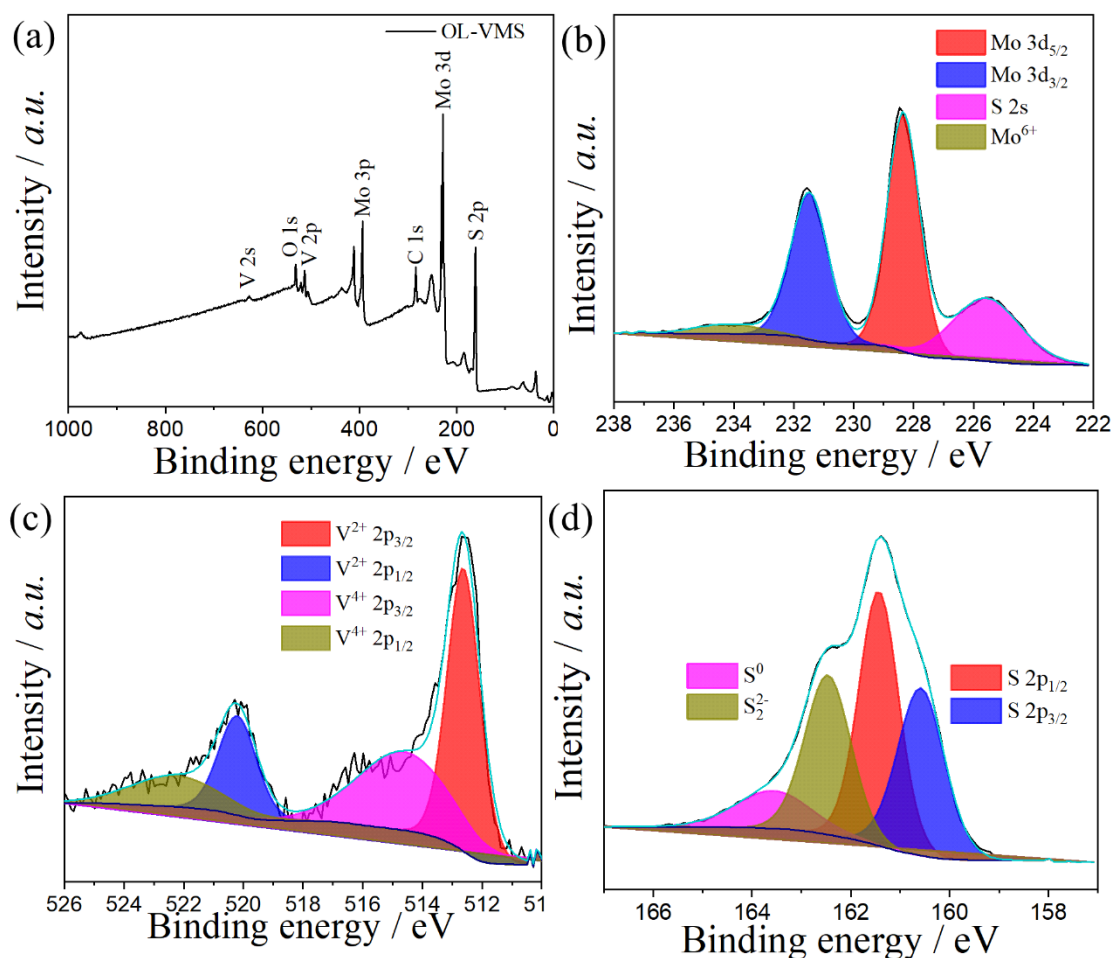 (a)
OL-VMS
V 2s
O 1s
V 2p
Mo 3p
C 1s
Mo 3d
S 2p
Intensity / a.u.
1000 800 600 400 200 0
Binding energy / eV
(b)
Mo 3d5/2
Mo 3d3/2
S 2s
Mo6+
Intensity / a.u.
238 236 234 232 230 228 226 224 222
Binding energy / eV
(c)
V2+ 2p3/2
V2+ 2p1/2
V4+ 2p3/2
V4+ 2p1/2
Intensity / a.u.
526 524 522 520 518 516 514 512 51
Binding energy / eV
(d)
S0
S22-
S 2p1/2
S 2p3/2
Intensity / a.u.
166 164 162 160 158
Binding energy / eV